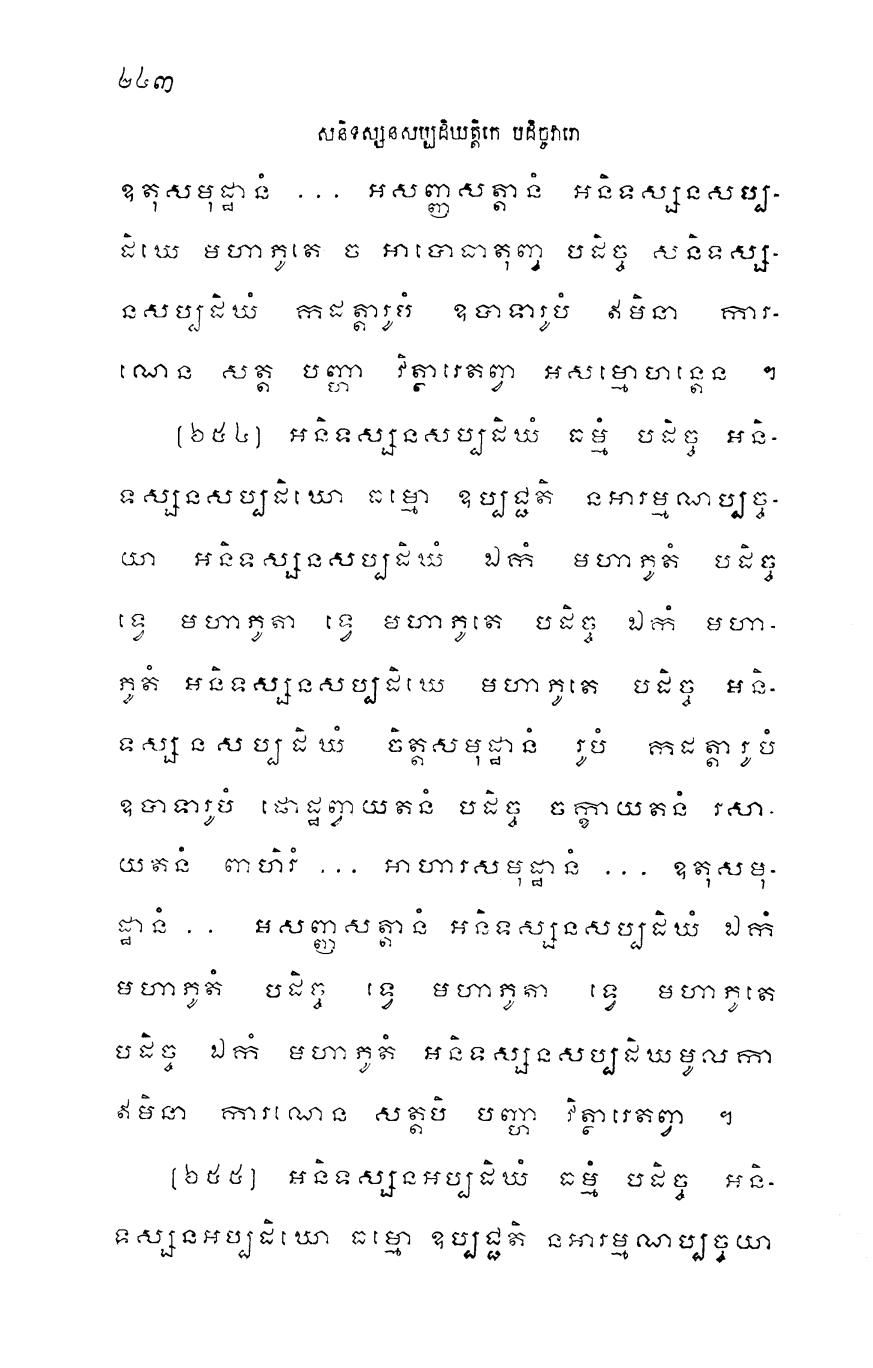 ២៤៣
សនិទស្សនសប្បដិឃត្តិកេ បដិច្ចវារោ
ឧតុសមុដ្ឋានំ ... អសញ្ញសត្តានំ អនិទស្សនសប្ប-
ដិឃេ មហាភូតេ ច អាបោធាតុញ្ច បដិច្ច សនិទស្ស-
នសប្បដិឃំ កដត្តារូបំ ឧបាទារូបំ ឥមិនា ការ-
ណេន សត្ត បញ្ហា វិត្ថារេតព្វា អសម្មោហន្តេន ។
[៦៥៤] អនិទស្សនសប្បដិឃំ ធម្មំ បដិច្ច អនិ-
ទស្សនសប្បដិឃោ ធម្មោ ឧប្បជ្ជតិ នអារម្មណប្បច្ច-
យា អនិទស្សនសប្បដិឃំ ឯកំ មហាភូតំ បដិច្ច
ទ្វេ មហាភូតា ទ្វេ មហាភូតេ បដិច្ច ឯកំ មហា-
ភូតំ អនិទស្សនសប្បដិឃេ មហាភូតេ បដិច្ច អនិ-
ទស្សនសប្បដិឃំ ចិត្តសមុដ្ឋានំ រូបំ កដត្តារូបំ
ឧបាទារូបំ ផោដ្ឋព្វាយតនំ បដិច្ច ចក្ខាយតនំ រសា-
យតនំ ពាហិរំ ... អាហារសមុដ្ឋានំ ... ឧតុសមុ-
ដ្ឋានំ .. អសញ្ញសត្តានំ អនិទស្សនសប្បដិឃំ ឯកំ
មហាភូតំ បដិច្ច ទ្វេ មហាភូតា ទ្វេ មហាភូតេ
បដិច្ច ឯកំ មហាភូតំ អនិទស្សនសប្បដិឃមូលកា
ឥមិនា ការណេន សត្តបិ បញ្ហា វិត្ថារេតព្វា ។
[៦៥៥] អនិទស្សនអប្បដិឃំ ធម្មំ បដិច្ច អនិ-
ទស្សនអប្បដិឃោ ធម្មោ ឧប្បជ្ជតិ នអារម្មណប្បច្ចយា